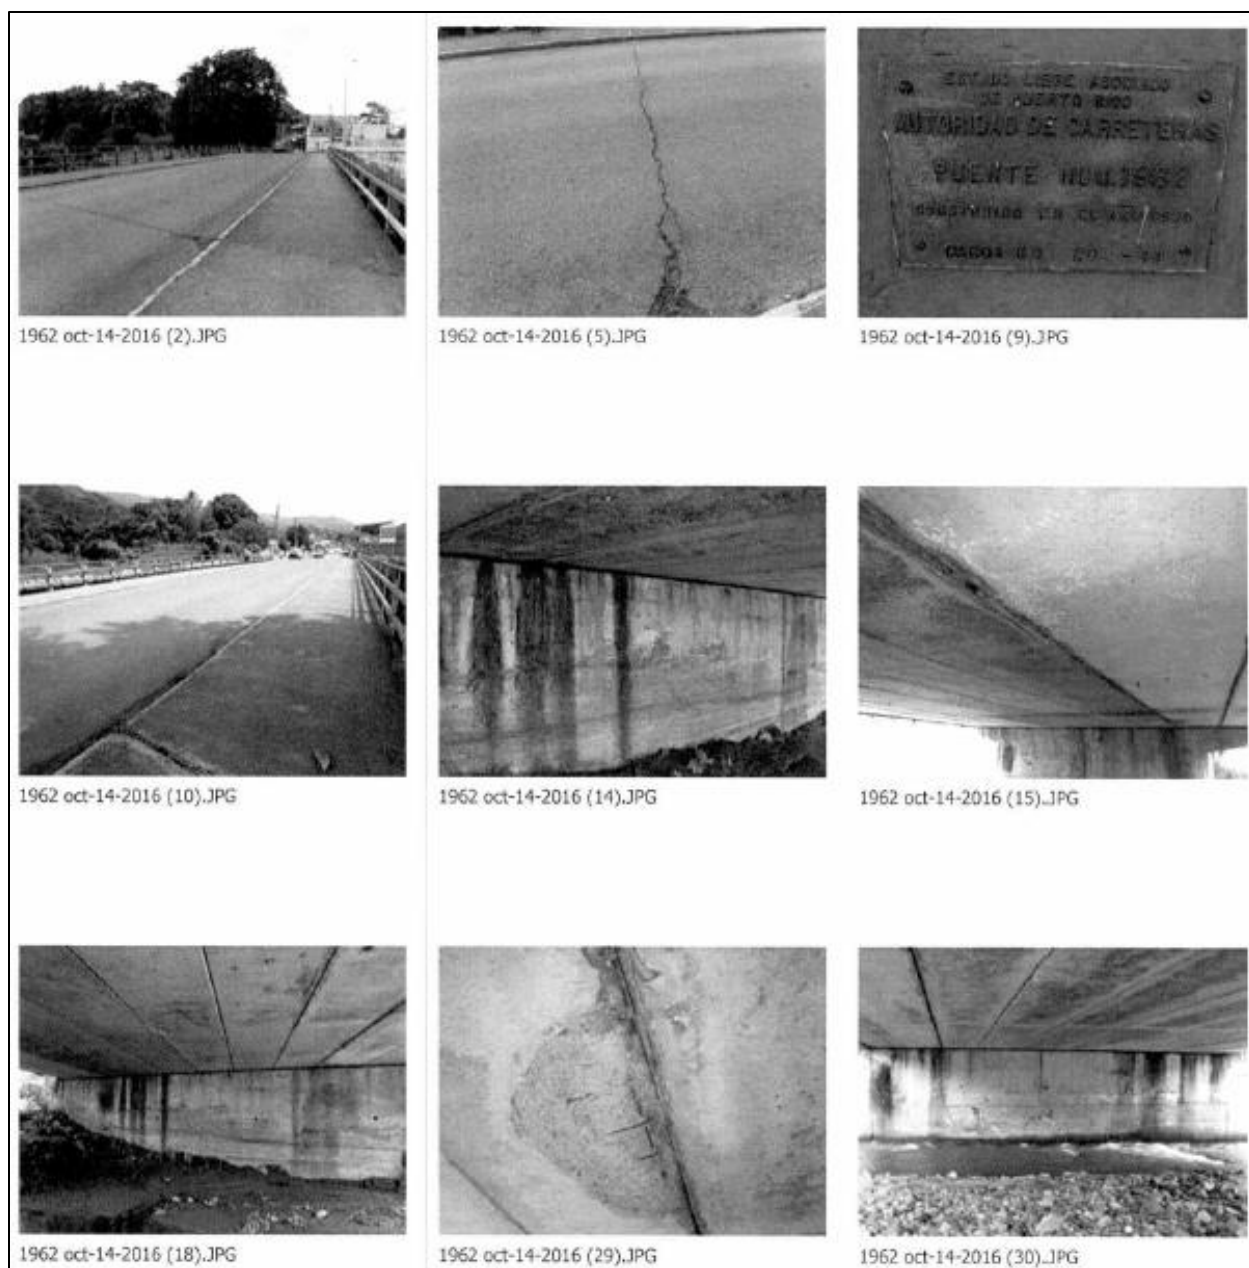 1962 oct-14-2016 (2).JPG
1962 oct-14-2016 (5).JPG
ESTADO LIBRE ASOCIADO
DE PUERTO RICO
AUTORIDAD DE CARRETERAS
PUENTE NUM.1962
1962 oct-14-2016 (9).JPG
1962 oct-14-2016 (10).JPG
1962 oct-14-2016 (14).JPG
1962 oct-14-2016 (15).JPG
1962 oct-14-2016 (18).JPG
1962 oct-14-2016 (29).JPG
1962 oct-14-2016 (30).JPG